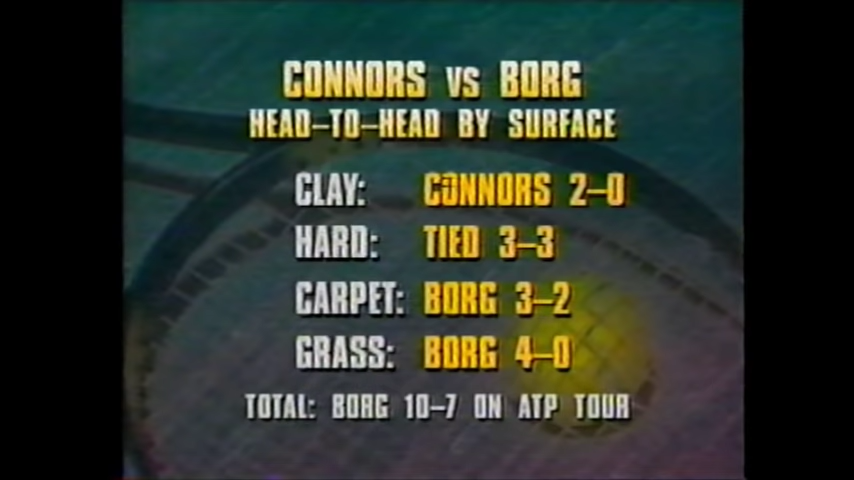 CONNORS VS BORG
HEAD-TO-HEAD BY SURFACE
CLAY: CONNORS 2-0
HARD: TIED 3-3
CARPET: BORG 3-2
GRASS: BORG 4-0
TOTAL: BORG 10-7 ON ATP TOUR